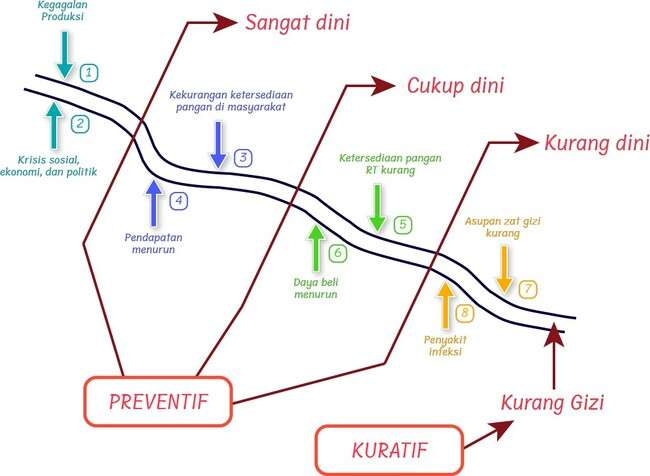 Kegagalan
Produksi
1
Sangat dini
2
Krisis sosial,
ekonomi, dan politik
Kekurangan ketersediaan
pangan di masyarakat
3
Cukup dini
4
Pendapatan
menurun
Ketersediaan pangan
RT kurang
5
Kurang dini
6
Daya beli
menurun
Asupan zat gizi
kurang
7
8
Penyakit
infeksi
PREVENTIF
Kurang Gizi
KURATIF